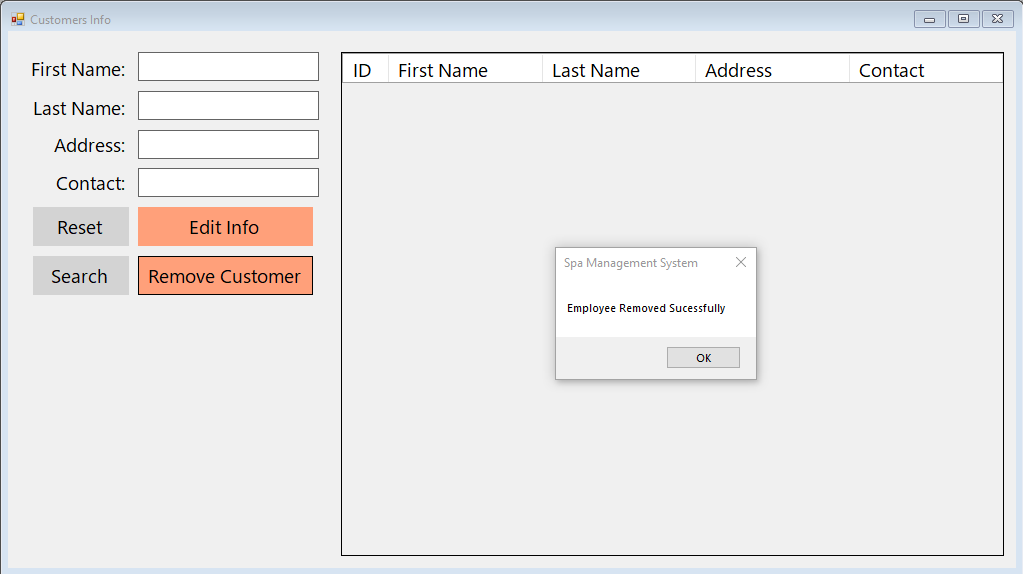 Customers Info
First Name:
Last Name:
Address:
Contact:
Reset Edit Info
Search Remove Customer
ID First Name Last Name Address Contact
Spa Management System
Employee Removed Sucessfully
OK